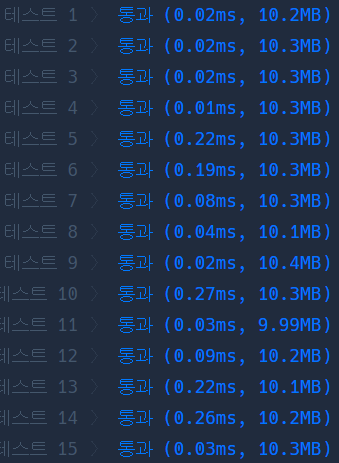 테스트 1 〉 통과 (0.02ms, 10.2MB)
테스트 2 〉 통과 (0.02ms, 10.3MB)
테스트 3 〉 통과 (0.02ms, 10.3MB)
테스트 4 〉 통과 (0.01ms, 10.3MB)
테스트 5 〉 통과 (0.22ms, 10.3MB)
테스트 6 〉 통과 (0.19ms, 10.3MB)
테스트 7 〉 통과 (0.08ms, 10.3MB)
테스트 8 〉 통과 (0.04ms, 10.1MB)
테스트 9 〉 통과 (0.02ms, 10.4MB)
테스트 10 〉 통과 (0.27ms, 10.3MB)
테스트 11 〉 통과 (0.03ms, 9.99MB)
테스트 12 〉 통과 (0.09ms, 10.2MB)
테스트 13 〉 통과 (0.22ms, 10.1MB)
테스트 14 〉 통과 (0.26ms, 10.2MB)
테스트 15 〉 통과 (0.03ms, 10.3MB)